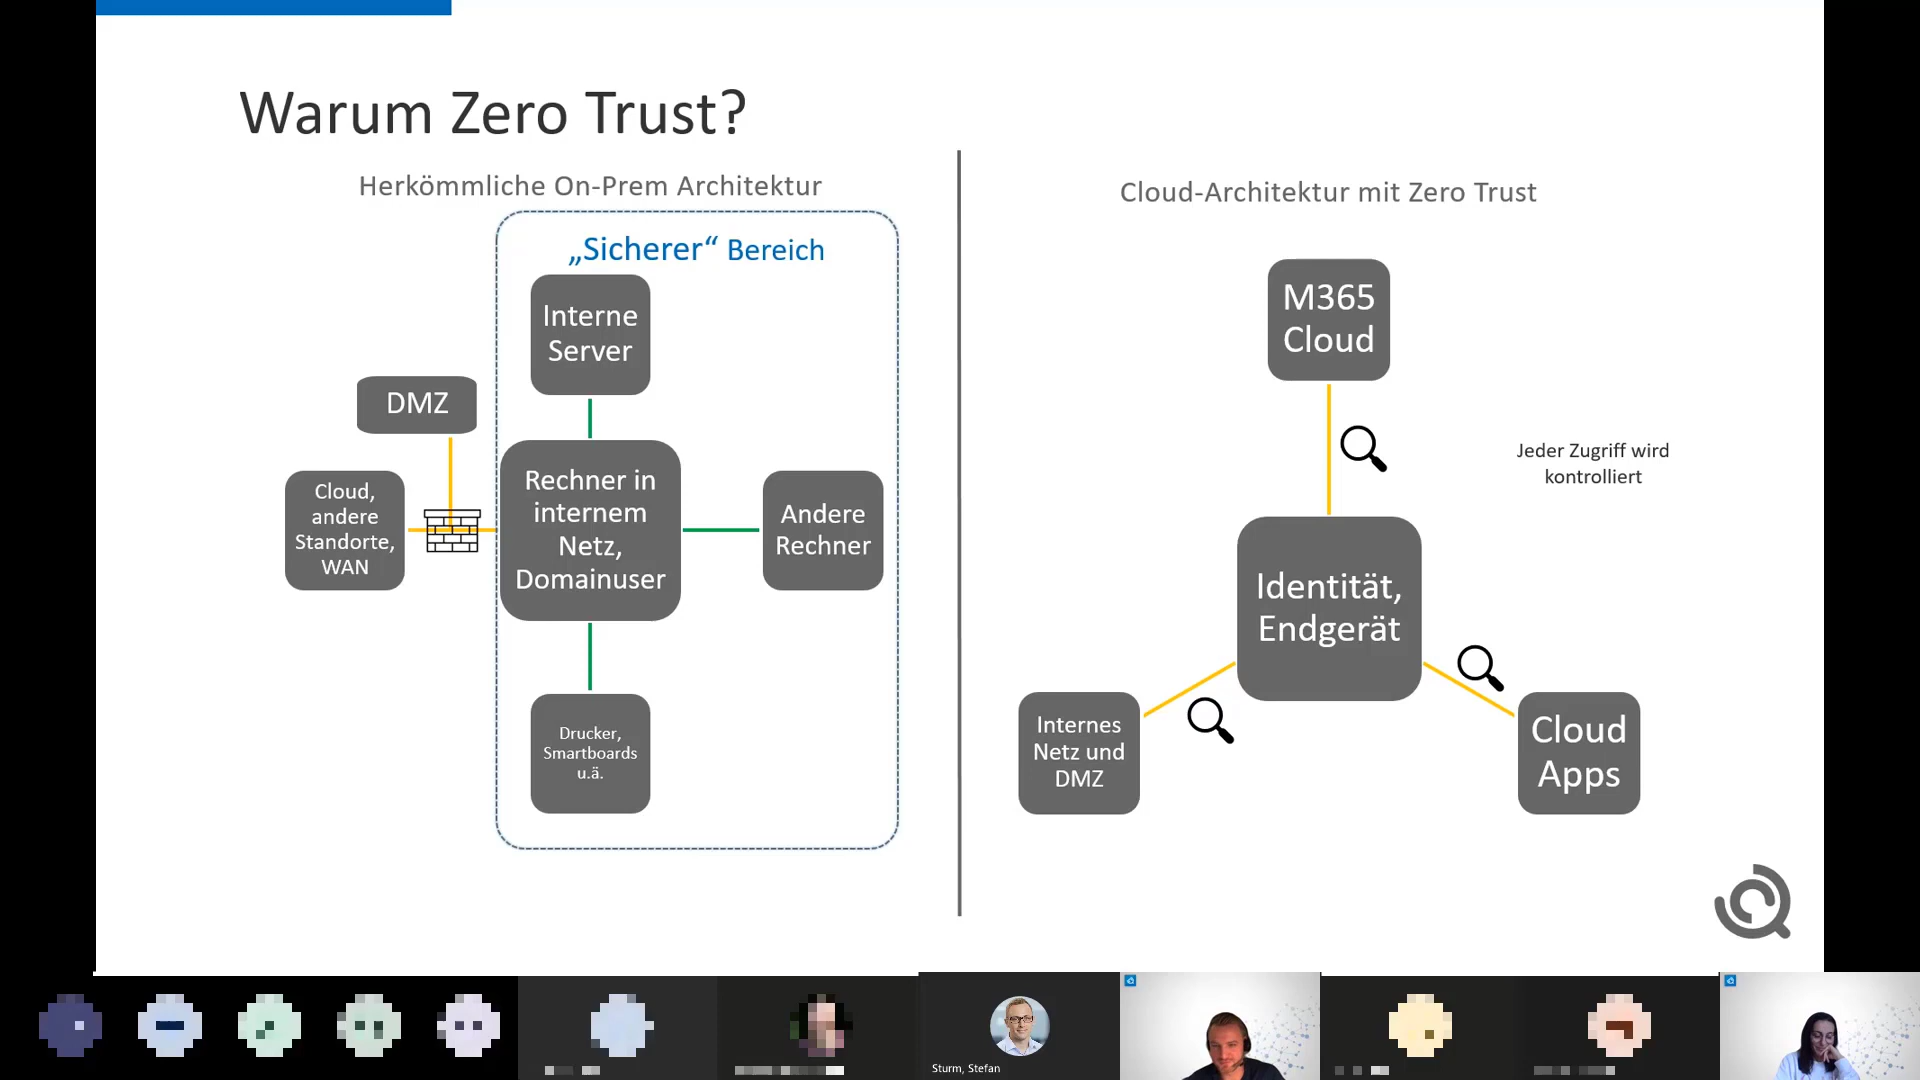 Warum Zero Trust?
Herkömmliche On-Prem Architektur
„Sicherer“ Bereich
Interne
Server
DMZ
Cloud,
andere
Standorte,
WAN
Rechner in
internem
Netz,
Domainuser
Andere
Rechner
Drucker,
Smartboards
u.ä.
Cloud-Architektur mit Zero Trust
M365
Cloud
Jeder Zugriff wird
kontrolliert
Identität,
Endgerät
Internes
Netz und
DMZ
Cloud
Apps
Sturm, Stefan